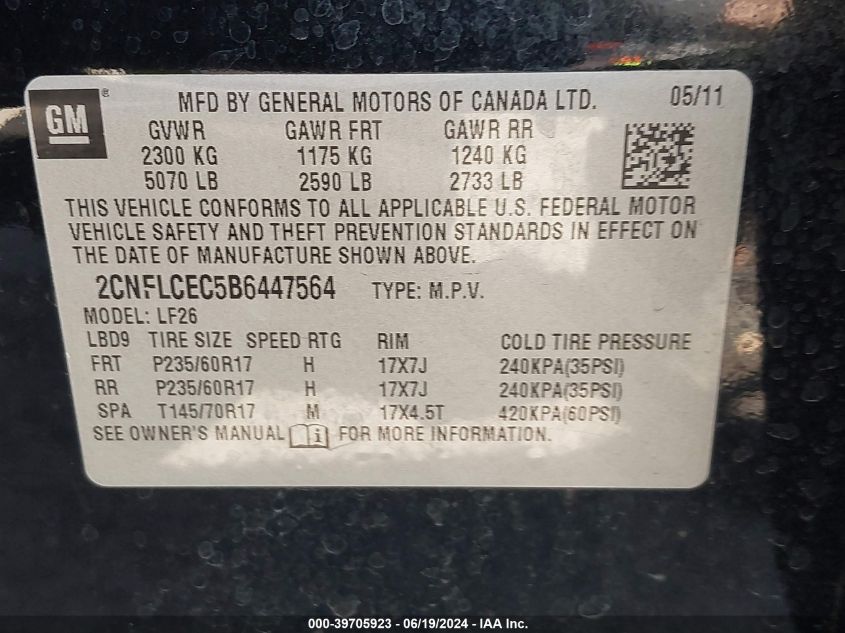 GM ®
MFD BY GENERAL MOTORS OF CANADA LTD. 05/11
GVWR GAWR FRT GAWR RR
2300 KG 1175 KG 1240 KG
5070 LB 2590 LB 2733 LB
THIS VEHICLE CONFORMS TO ALL APPLICABLE U.S. FEDERAL MOTOR
VEHICLE SAFETY AND THEFT PREVENTION STANDARDS IN EFFECT ON
THE DATE OF MANUFACTURE SHOWN ABOVE.
2CNFLCEC5B6447564 TYPE: M.P.V.
MODEL: LF26
LBD9 TIRE SIZE SPEED RTG RIM COLD TIRE PRESSURE
FRT P235/60R17 H 17X7J 240KPA(35PSI)
RR P235/60R17 H 17X7J 240KPA(35PSI)
SPA T145/70R17 M 17X4.5T 420KPA(60PSI)
SEE OWNER'S MANUAL i FOR MORE INFORMATION.
000-39705923 - 06/19/2024 - IAA Inc.